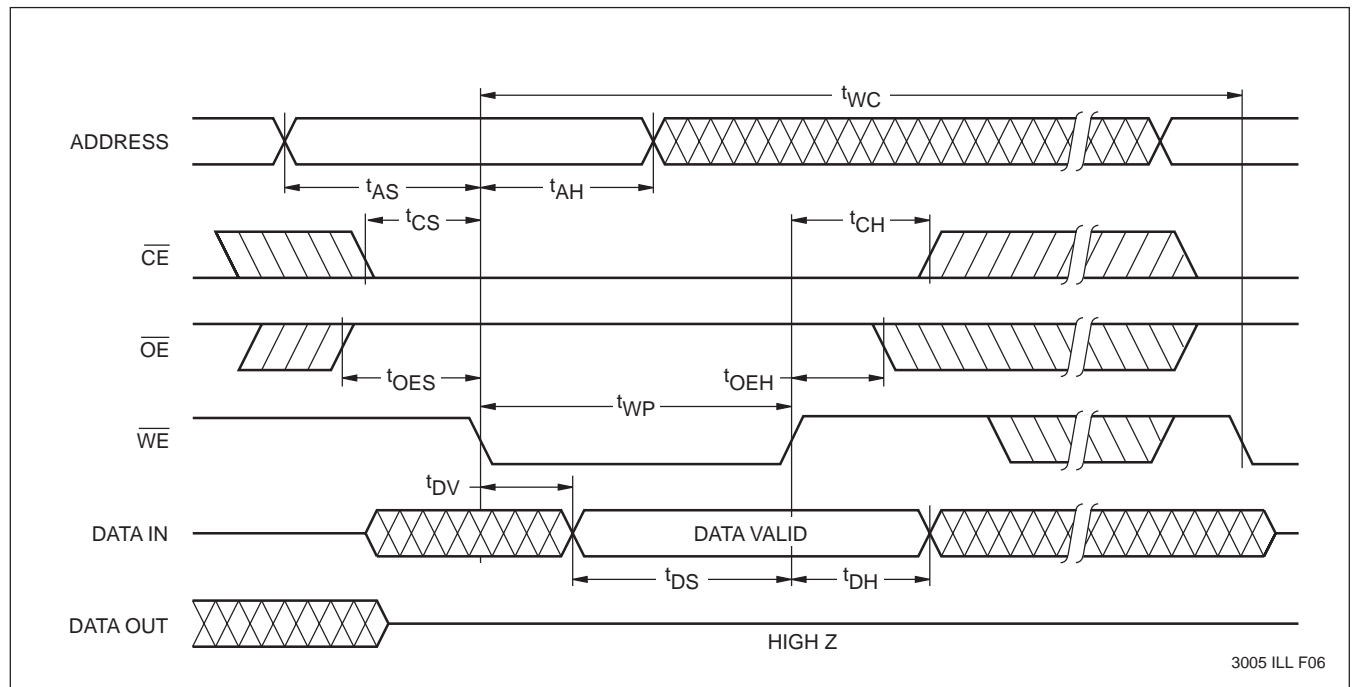 tWC
ADDRESS
tAS
tAH
tCS
tCH
CE
OE
tOES
tOEH
tWP
WE
tDV
DATA IN
DATA VALID
tDS
tDH
DATA OUT
HIGH Z
3005 ILL F06